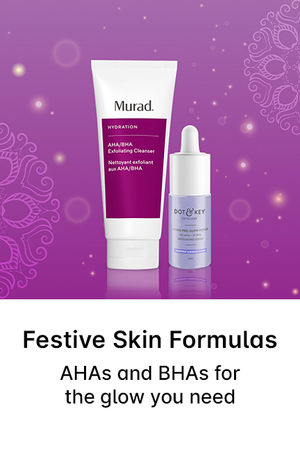 Murad.
HYDRATION
AHA/BHA
Exfoliating Cleanser
Nettoyant exfoliant
aux AHA/BHA
DOT & KEY
Festive Skin Formulas
AHAs and BHAs for
the glow you need